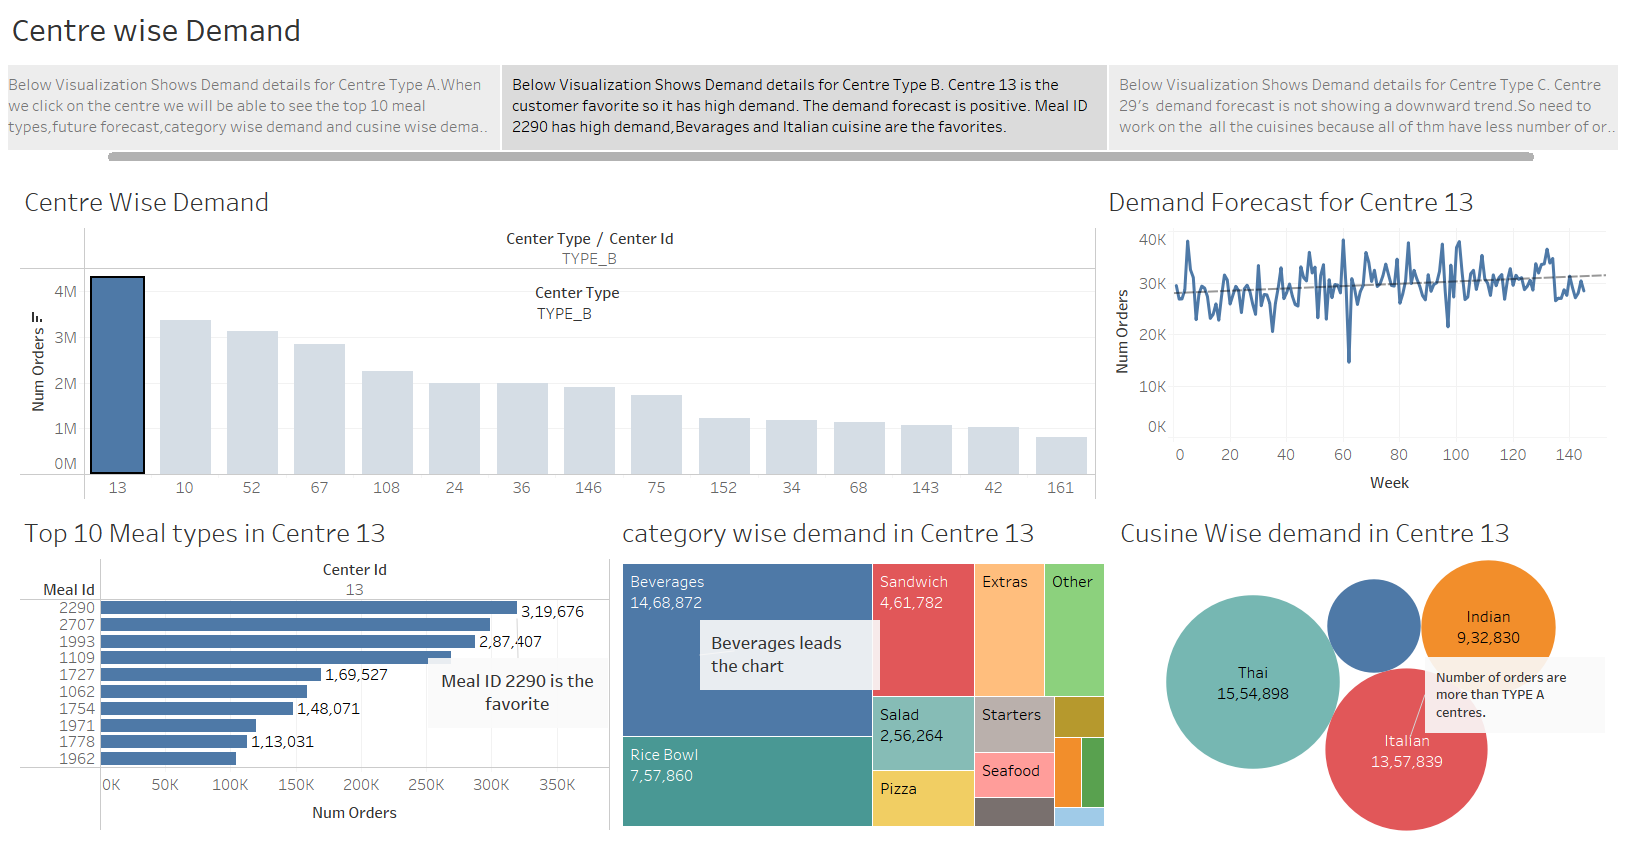 Centre wise Demand
Below Visualization Shows Demand details for Centre Type A.When
we click on the centre we will be able to see the top 10 meal
types,future forecast,category wise demand and cusine wise dema..
Below Visualization Shows Demand details for Centre Type B. Centre 13 is the
customer favorite so it has high demand. The demand forecast is positive. Meal ID
2290 has high demand,Bevarages and Italian cuisine are the favorites.
Below Visualization Shows Demand details for Centre Type C. Centre
29's demand forecast is not showing a downward trend.So need to
work on the all the cuisines because all of thm have less number of or..
Centre Wise Demand
Center Type / Center Id
TYPE_B
Center Type
TYPE_B
Num Orders
4M
3M
2M
1M
0M
13 10 52 67 108 24 36 146 75 152 34 68 143 42 161
Demand Forecast for Centre 13
Num Orders
40K
30K
20K
10K
0K
0 20 40 60 80 100 120 140
Week
Top 10 Meal types in Centre 13
Center Id
Meal Id 13
2290 3,19,676
2707
1993 2,87,407
1109
1727 1,69,527
1062
1754 1,48,071
1971
1778 1,13,031
1962
Meal ID 2290 is the
favorite
0K 50K 100K 150K 200K 250K 300K 350K
Num Orders
category wise demand in Centre 13
Beverages
14,68,872
Beverages leads
the chart
Rice Bowl
7,57,860
Sandwich
4,61,782
Salad
2,56,264
Pizza
Extras
Other
Starters
Seafood
Cusine Wise demand in Centre 13
Thai
15,54,898
Indian
9,32,830
Number of orders are
more than TYPE A
centres.
Italian
13,57,839